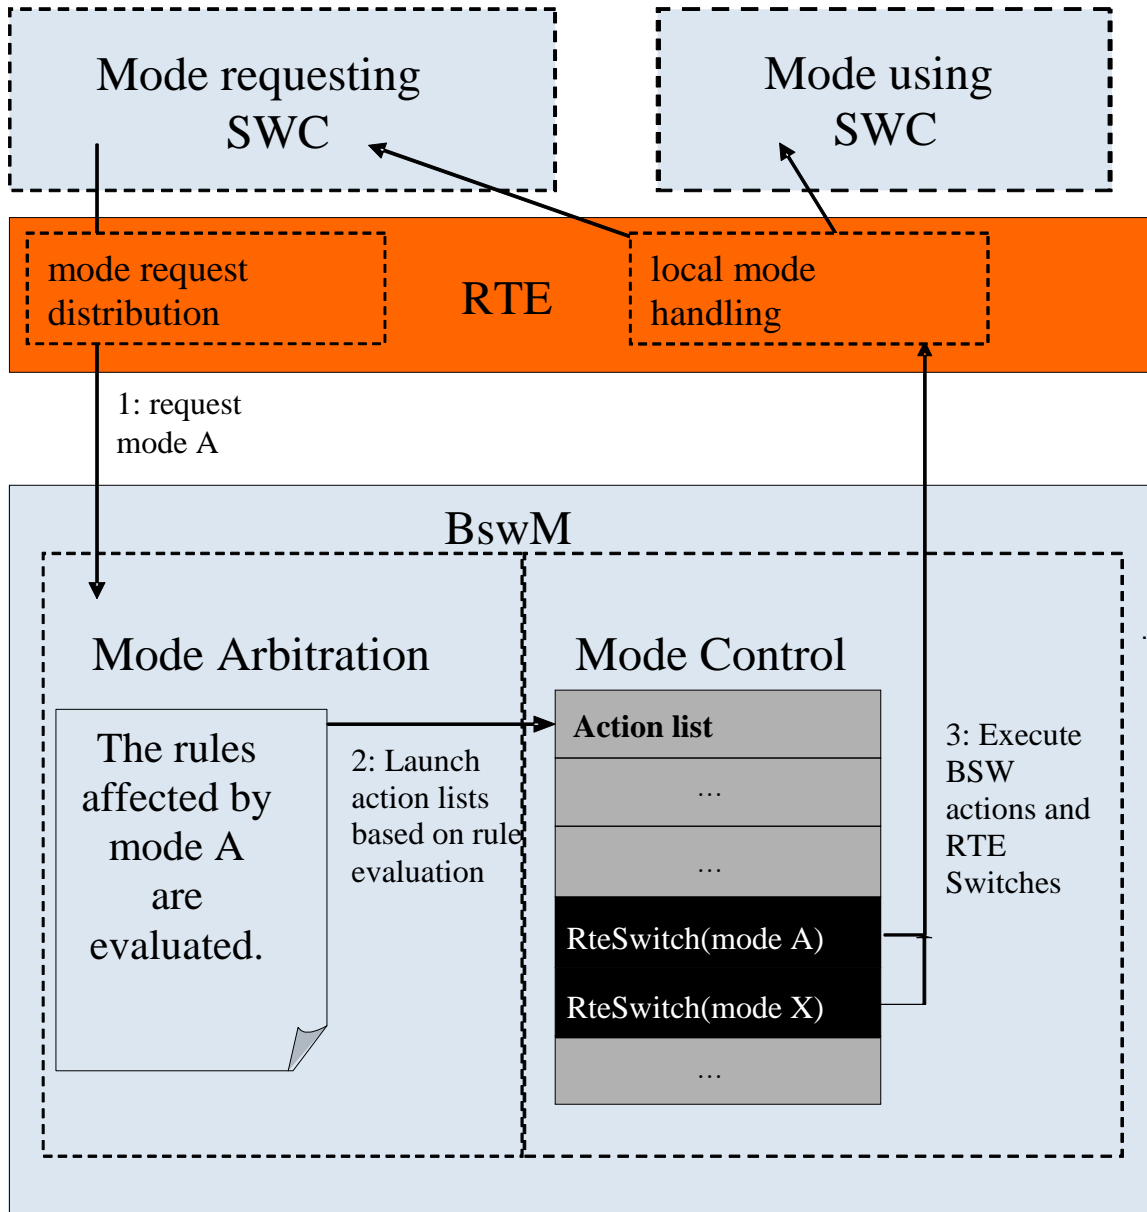 Mode requesting
SWC
Mode using
SWC
mode request
distribution
RTE
local mode
handling
1: request
mode A
BswM
Mode Arbitration
Mode Control
The rules
affected by
mode A
are
evaluated.
2: Launch
action lists
based on rule
evaluation
Action list
...
...
RteSwitch(mode A)
RteSwitch(mode X)
...
3: Execute
BSW
actions and
RTE
Switches